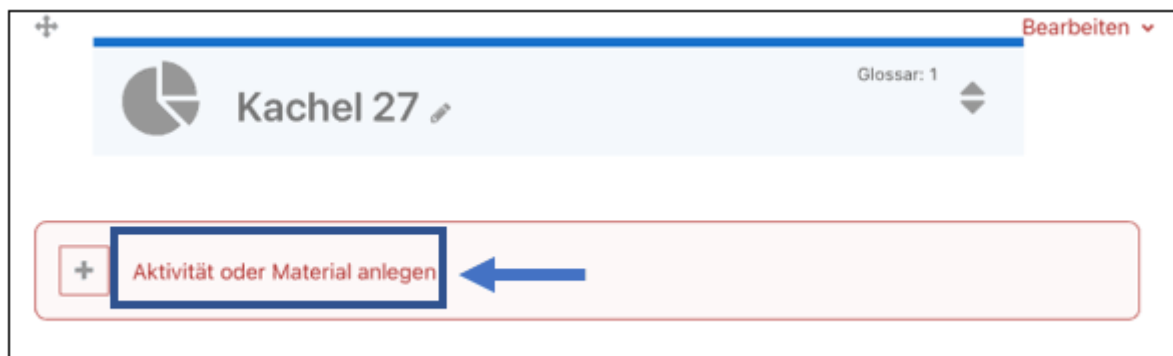 Bearbeiten
Glossar: 1
Kachel 27
Aktivität oder Material anlegen